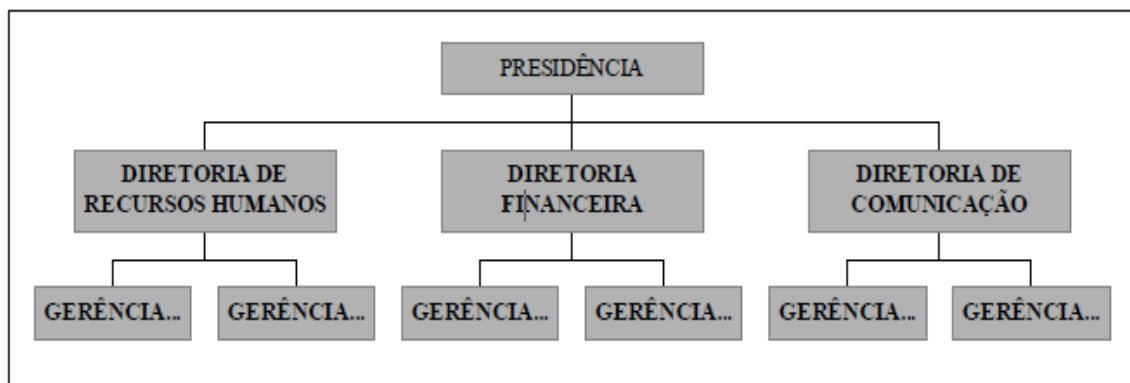 PRESIDÊNCIA
DIRETORIA DE
RECURSOS HUMANOS
DIRETORIA
FINANCEIRA
DIRETORIA DE
COMUNICAÇÃO
GERÊNCIA...
GERÊNCIA...
GERÊNCIA...
GERÊNCIA...
GERÊNCIA...
GERÊNCIA...